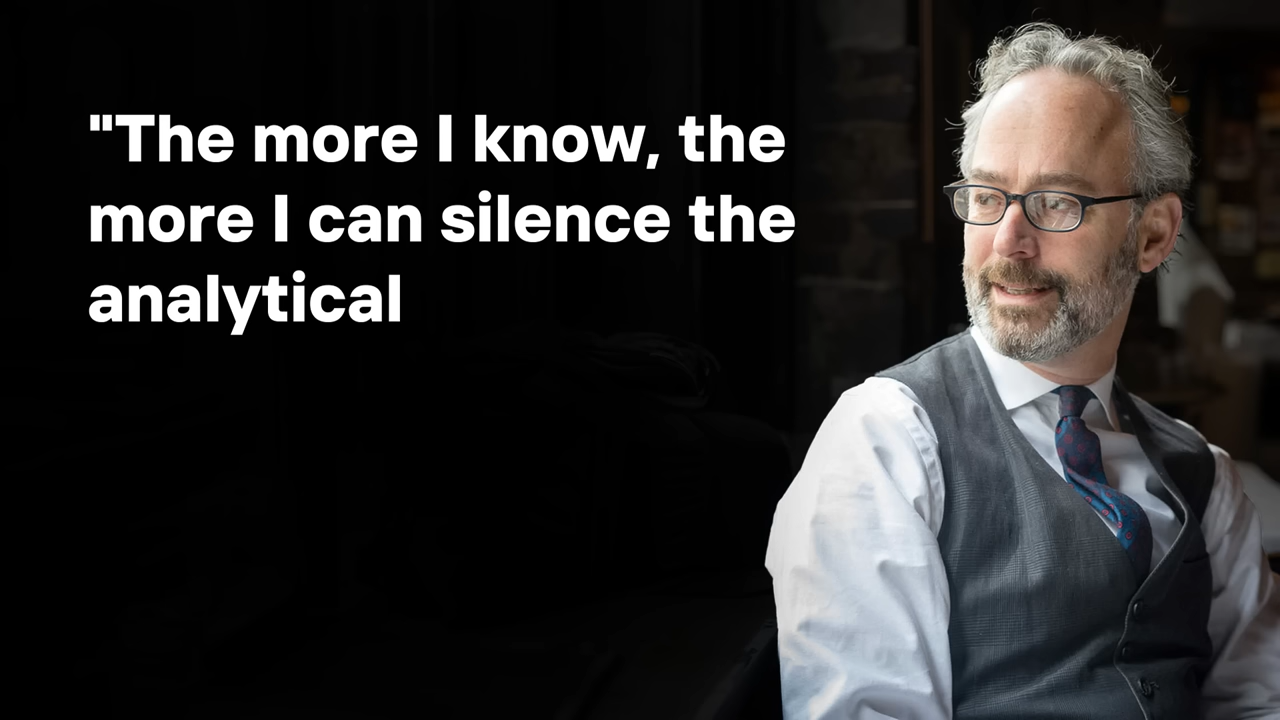 "The more I know, the
more I can silence the
analytical